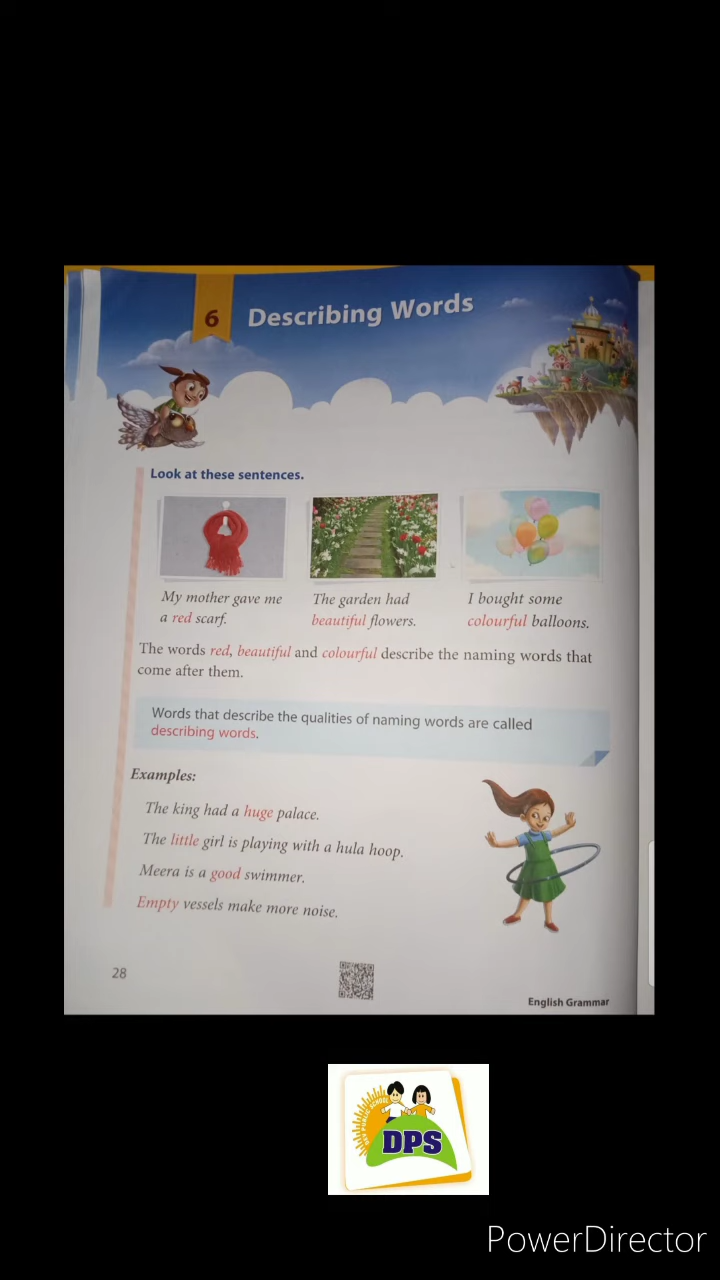 6 Describing Words
Look at these sentences.
My mother gave me
a red scarf.
The garden had
beautiful flowers.
I bought some
colourful balloons.
The words red, beautiful and colourful describe the naming words that
come after them.
Words that describe the qualities of naming words are called
describing words.
Examples:
The king had a huge palace.
The little girl is playing with a hula hoop.
Meera is a good swimmer.
Empty vessels make more noise.
28
English Grammar
PUBLIC SCHOOL
DPS
PowerDirector